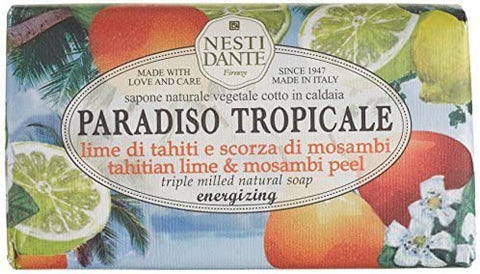 NESTI
DANTE
Firenze
MADE WITH
LOVE AND CARE
SINCE 1947
MADE IN ITALY
sapone naturale vegetale cotto in caldaia
PARADISO TROPICALE
lime di tahiti e scorza di mosambi
tahitian lime & mosambi peel
triple milled natural soap
energizing